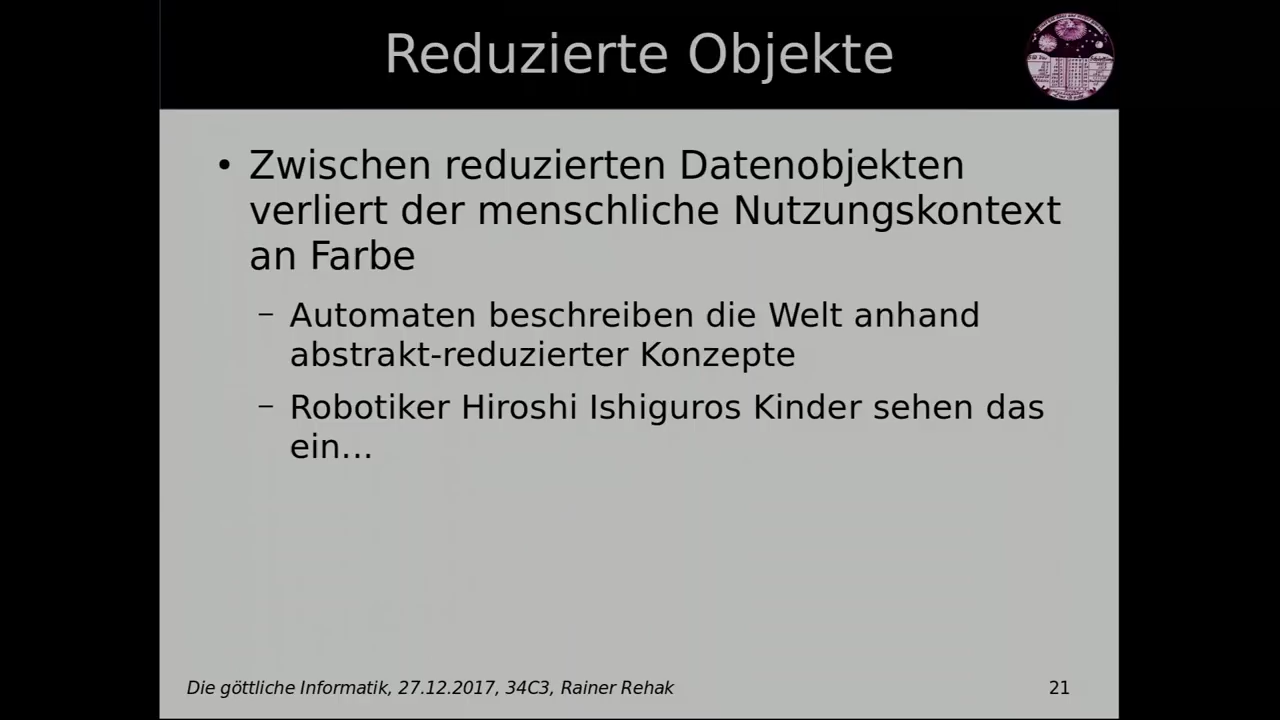 Reduzierte Objekte
• Zwischen reduzierten Datenobjekten
verliert der menschliche Nutzungskontext
an Farbe
– Automaten beschreiben die Welt anhand
abstrakt-reduzierter Konzepte
– Robotiker Hiroshi Ishiguros Kinder sehen das
ein...
Die göttliche Informatik, 27.12.2017, 34C3, Rainer Rehak
21